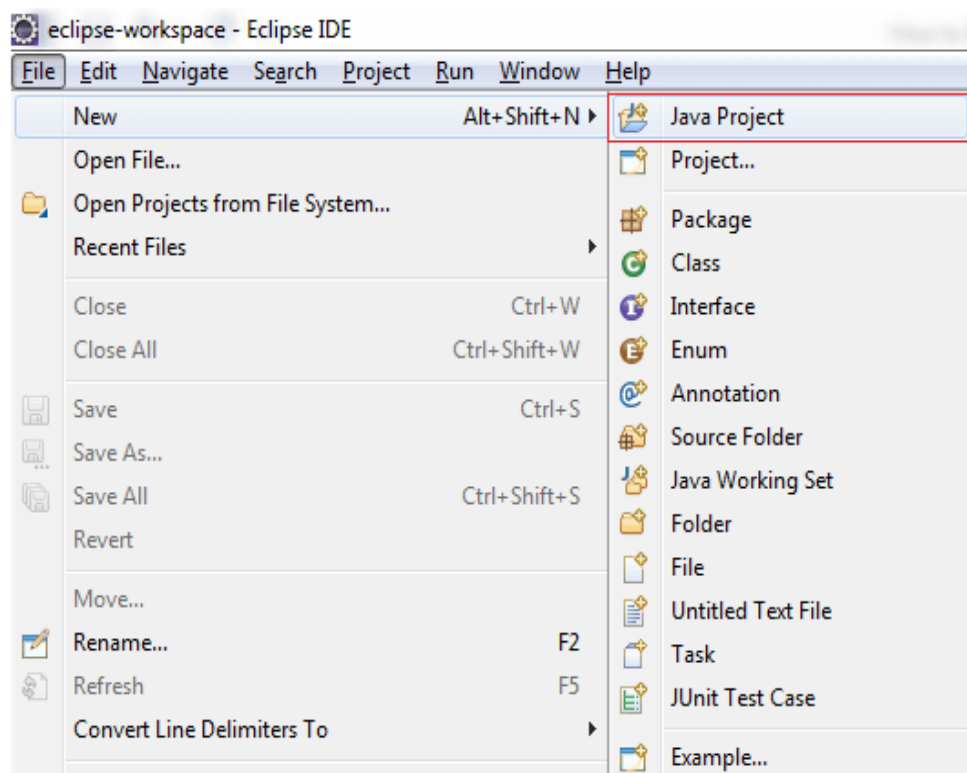 eclipse-workspace - Eclipse IDE
File Edit Navigate Search Project Run Window Help
New Alt+Shift+N
Open File...
Open Projects from File System...
Recent Files
Close Ctrl+W
Close All Ctrl+Shift+W
Save Ctrl+S
Save As...
Save All Ctrl+Shift+S
Revert
Move...
Rename... F2
Refresh F5
Convert Line Delimiters To
Java Project
Project...
Package
Class
Interface
Enum
Annotation
Source Folder
Java Working Set
Folder
File
Untitled Text File
Task
JUnit Test Case
Example...